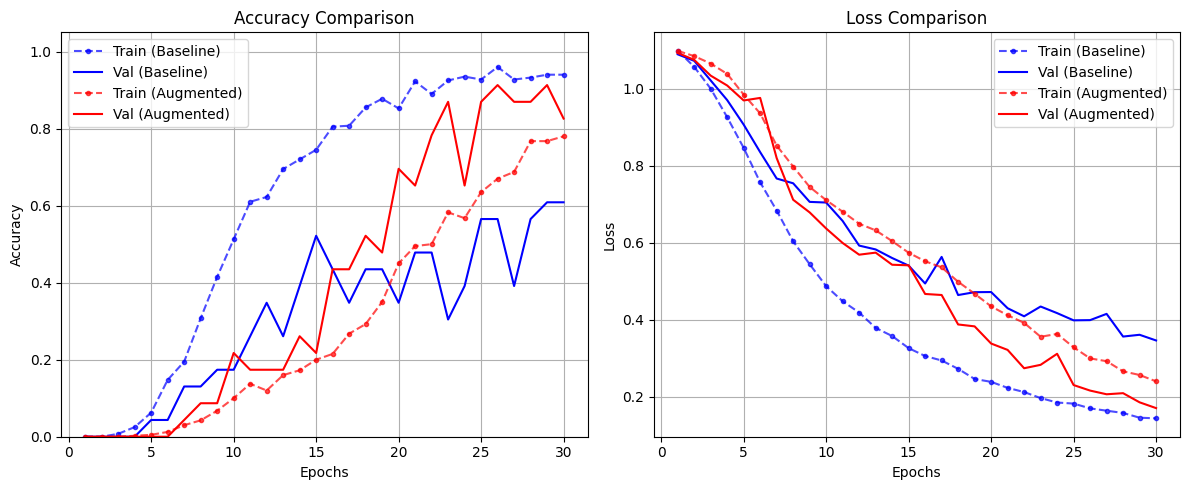 Accuracy Comparison
Train (Baseline)
Val (Baseline)
Train (Augmented)
Val (Augmented)
Accuracy
1.0
0.8
0.6
0.4
0.2
0.0
0 5 10 15 20 25 30
Epochs
Loss Comparison
Train (Baseline)
Val (Baseline)
Train (Augmented)
Val (Augmented)
Loss
1.0
0.8
0.6
0.4
0.2
0 5 10 15 20 25 30
Epochs